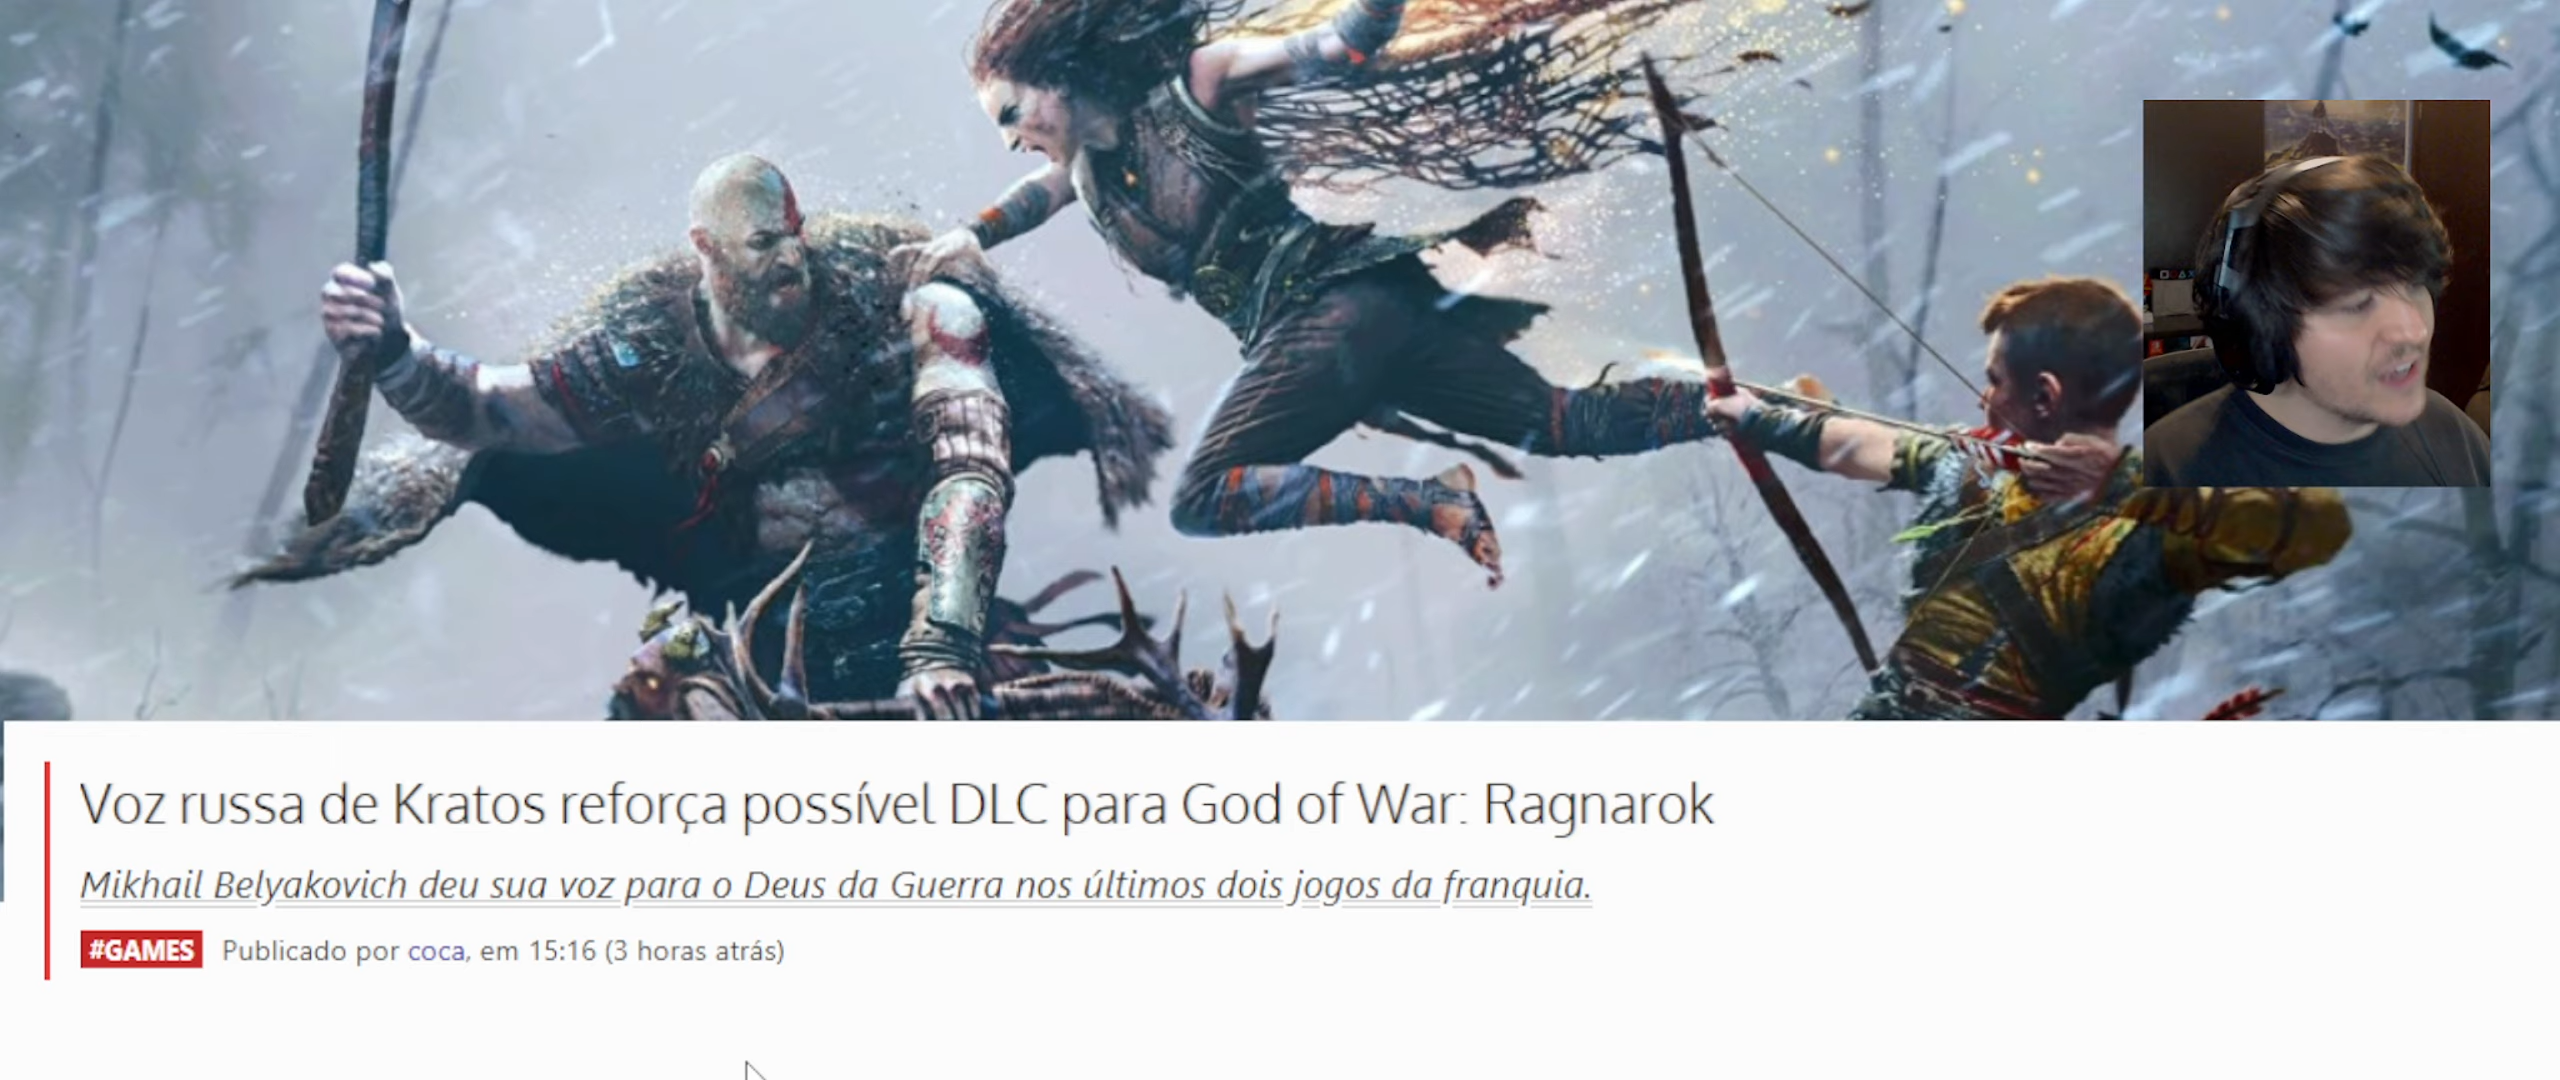 Voz russa de Kratos reforça possível DLC para God of War: Ragnarok
Mikhail Belyakovich deu sua voz para o Deus da Guerra nos últimos dois jogos da franquia.
#GAMES Publicado por coca, em 15:16 (3 horas atrás)